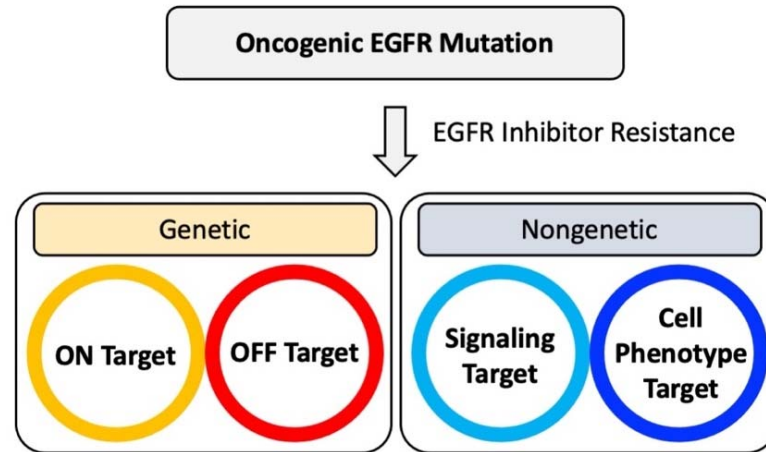 Oncogenic EGFR Mutation
EGFR Inhibitor Resistance
Genetic
Nongenetic
ON Target
OFF Target
Signaling
Target
Cell
Phenotype
Target